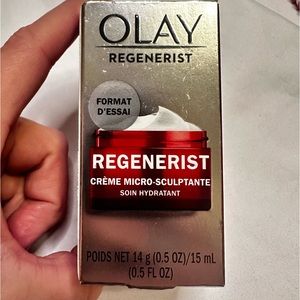 OLAY
REGENERIST
FORMAT
D'ESSAI
REGENERIST
CRÈME MICRO-SCULPTANTE
SOIN HYDRATANT
POIDS NET 14 g (0.5 OZ)/15 mL
(0.5 FL OZ)